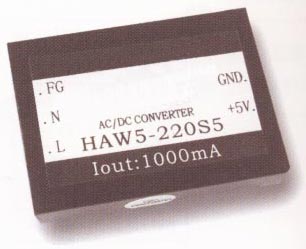 . FG
GND.
. N
AC/DC CONVERTER
+5V.
. L
HAW5-220S5
Iout:1000mA